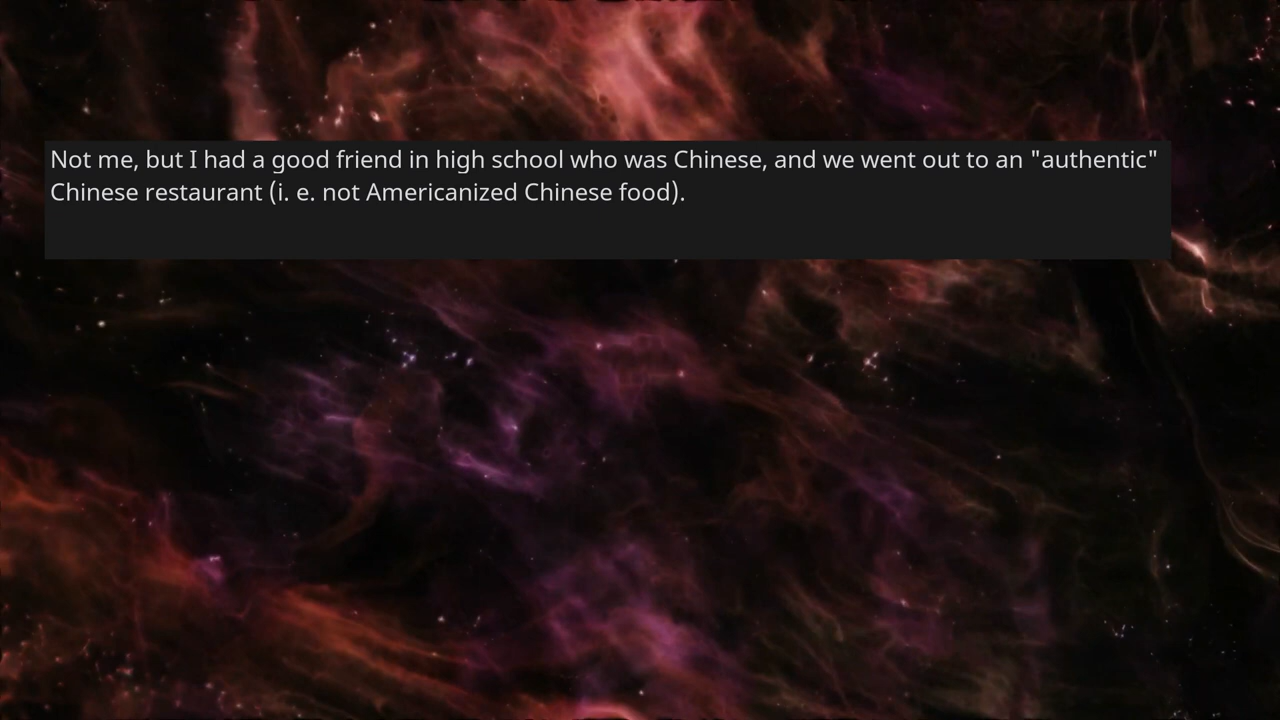 Not me, but I had a good friend in high school who was Chinese, and we went out to an "authentic"
Chinese restaurant (i. e. not Americanized Chinese food).